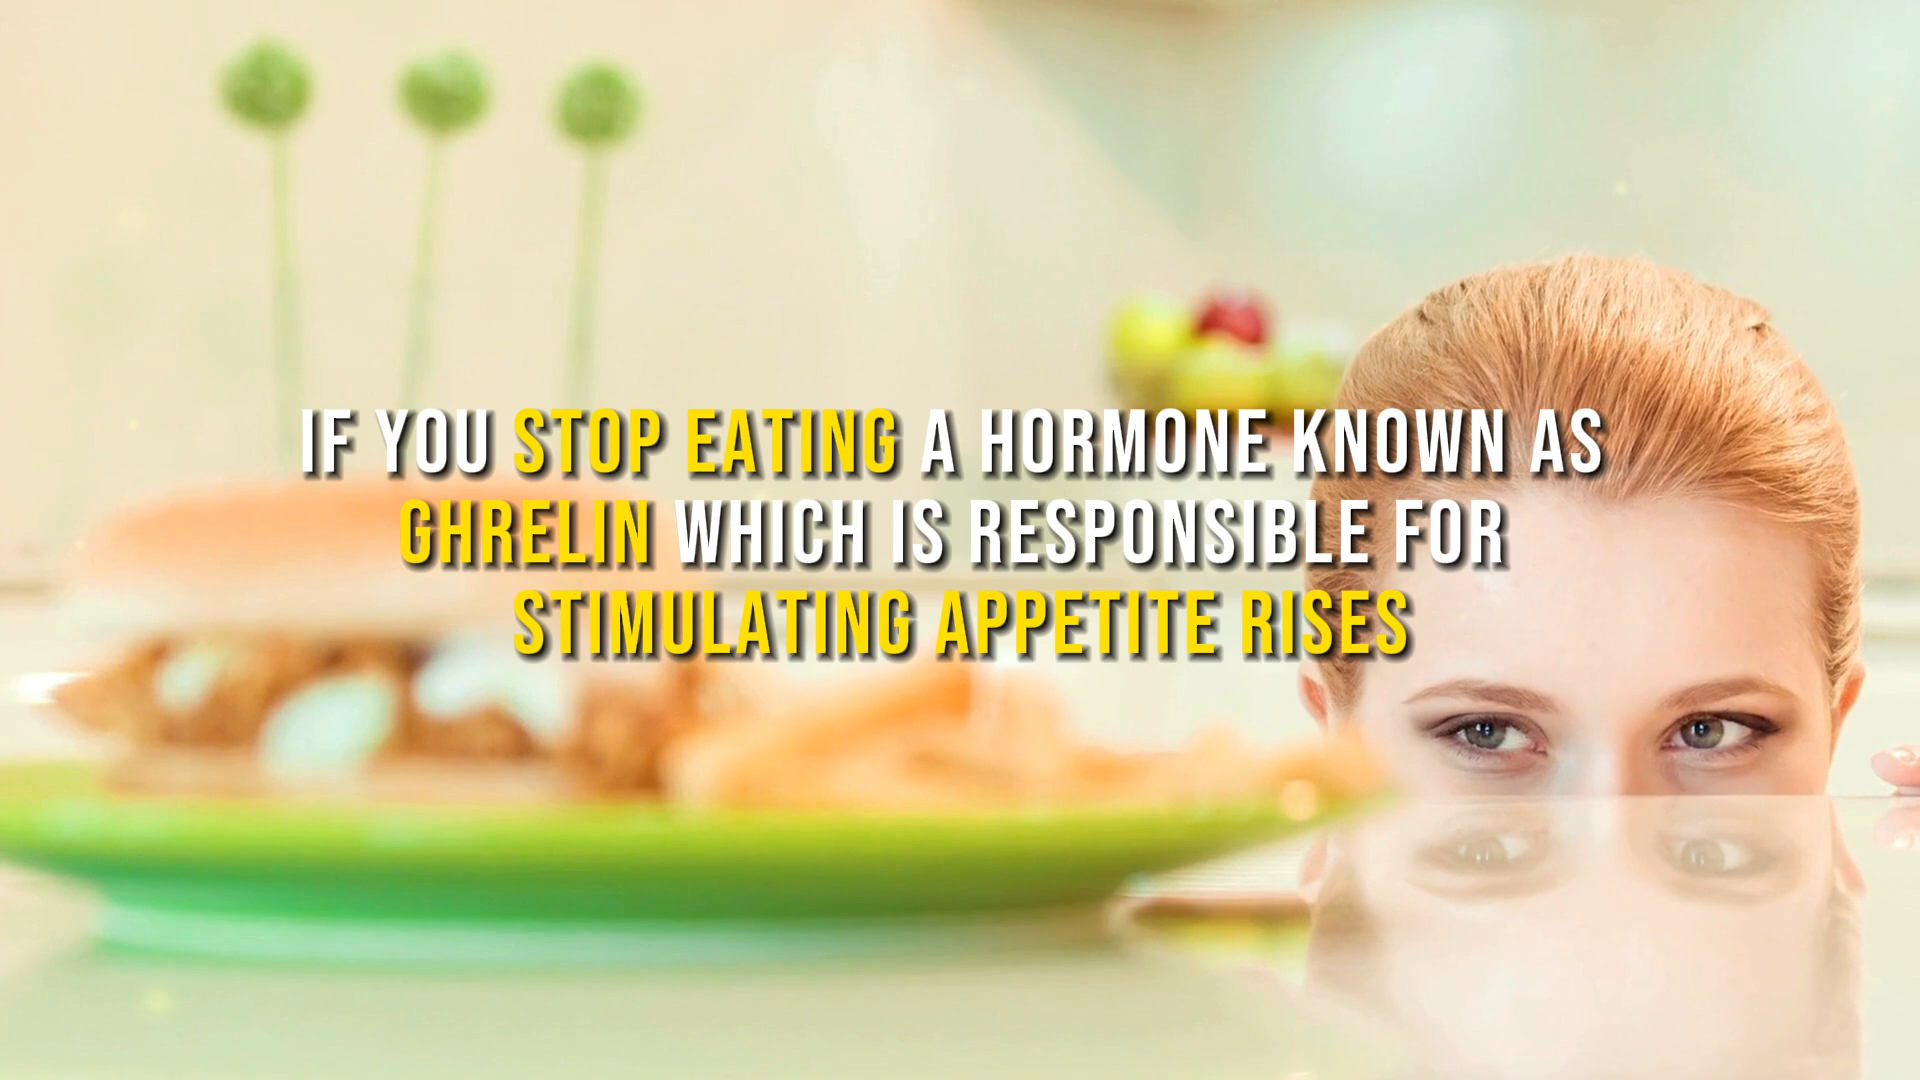 IF YOU STOP EATING A HORMONE KNOWN AS
GHRELIN WHICH IS RESPONSIBLE FOR
STIMULATING APPETITE RISES